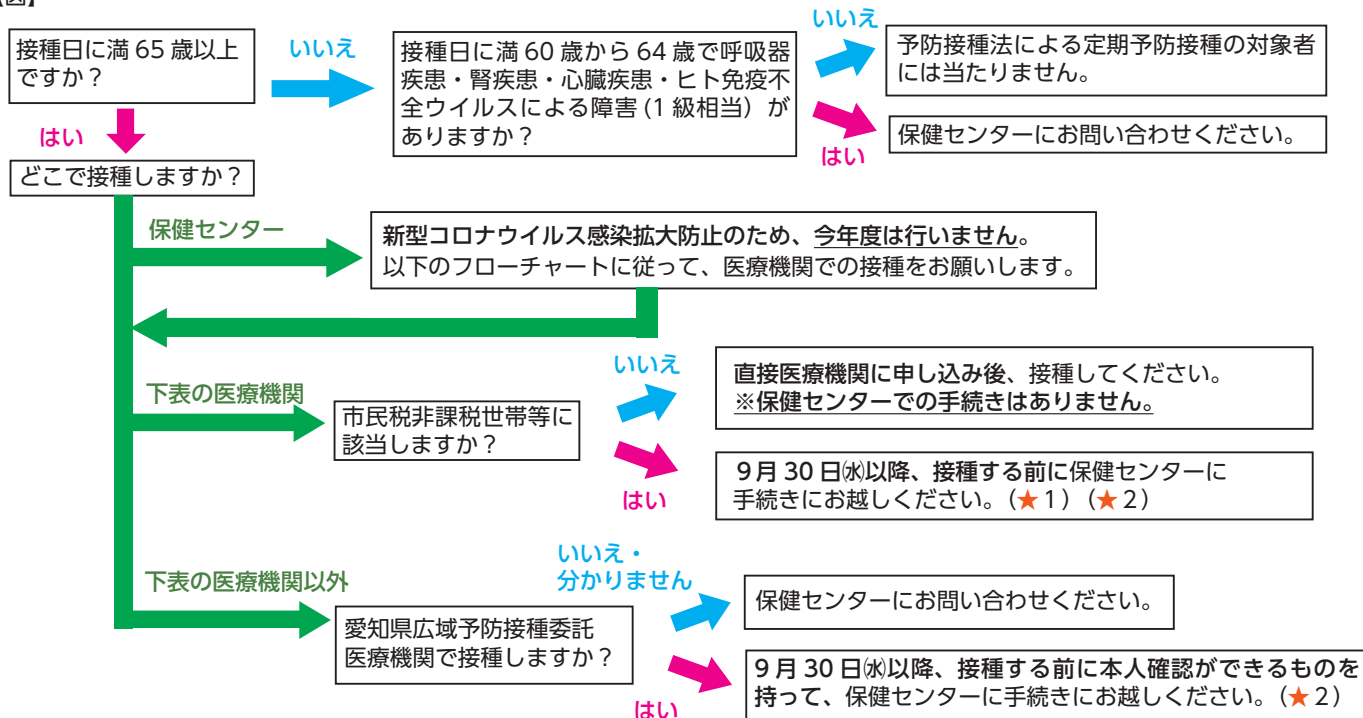 【図】
接種日に満 65 歳以上
ですか?
いいえ
接種日に満 60 歳から 64 歳で呼吸器
疾患・腎疾患・心臓疾患・ヒト免疫不
全ウイルスによる障害 (1 級相当) が
ありますか?
いいえ
予防接種法による定期予防接種の対象者
には当たりません。
はい
保健センターにお問い合わせください。
はい
どこで接種しますか?
保健センター
新型コロナウイルス感染拡大防止のため、今年度は行いません。
以下のフローチャートに従って、医療機関での接種をお願いします。
下表の医療機関
市民税非課税世帯等に
該当しますか?
いいえ
直接医療機関に申し込み後、接種してください。
※保健センターでの手続きはありません。
はい
9月 30 日㈬以降、接種する前に保健センターに
手続きにお越しください。(★1)(★2)
下表の医療機関以外
愛知県広域予防接種委託
医療機関で接種しますか?
いいえ・
分かりません
保健センターにお問い合わせください。
はい
9月 30 日㈬以降、接種する前に本人確認ができるものを
持って、保健センターに手続きにお越しください。(★2)